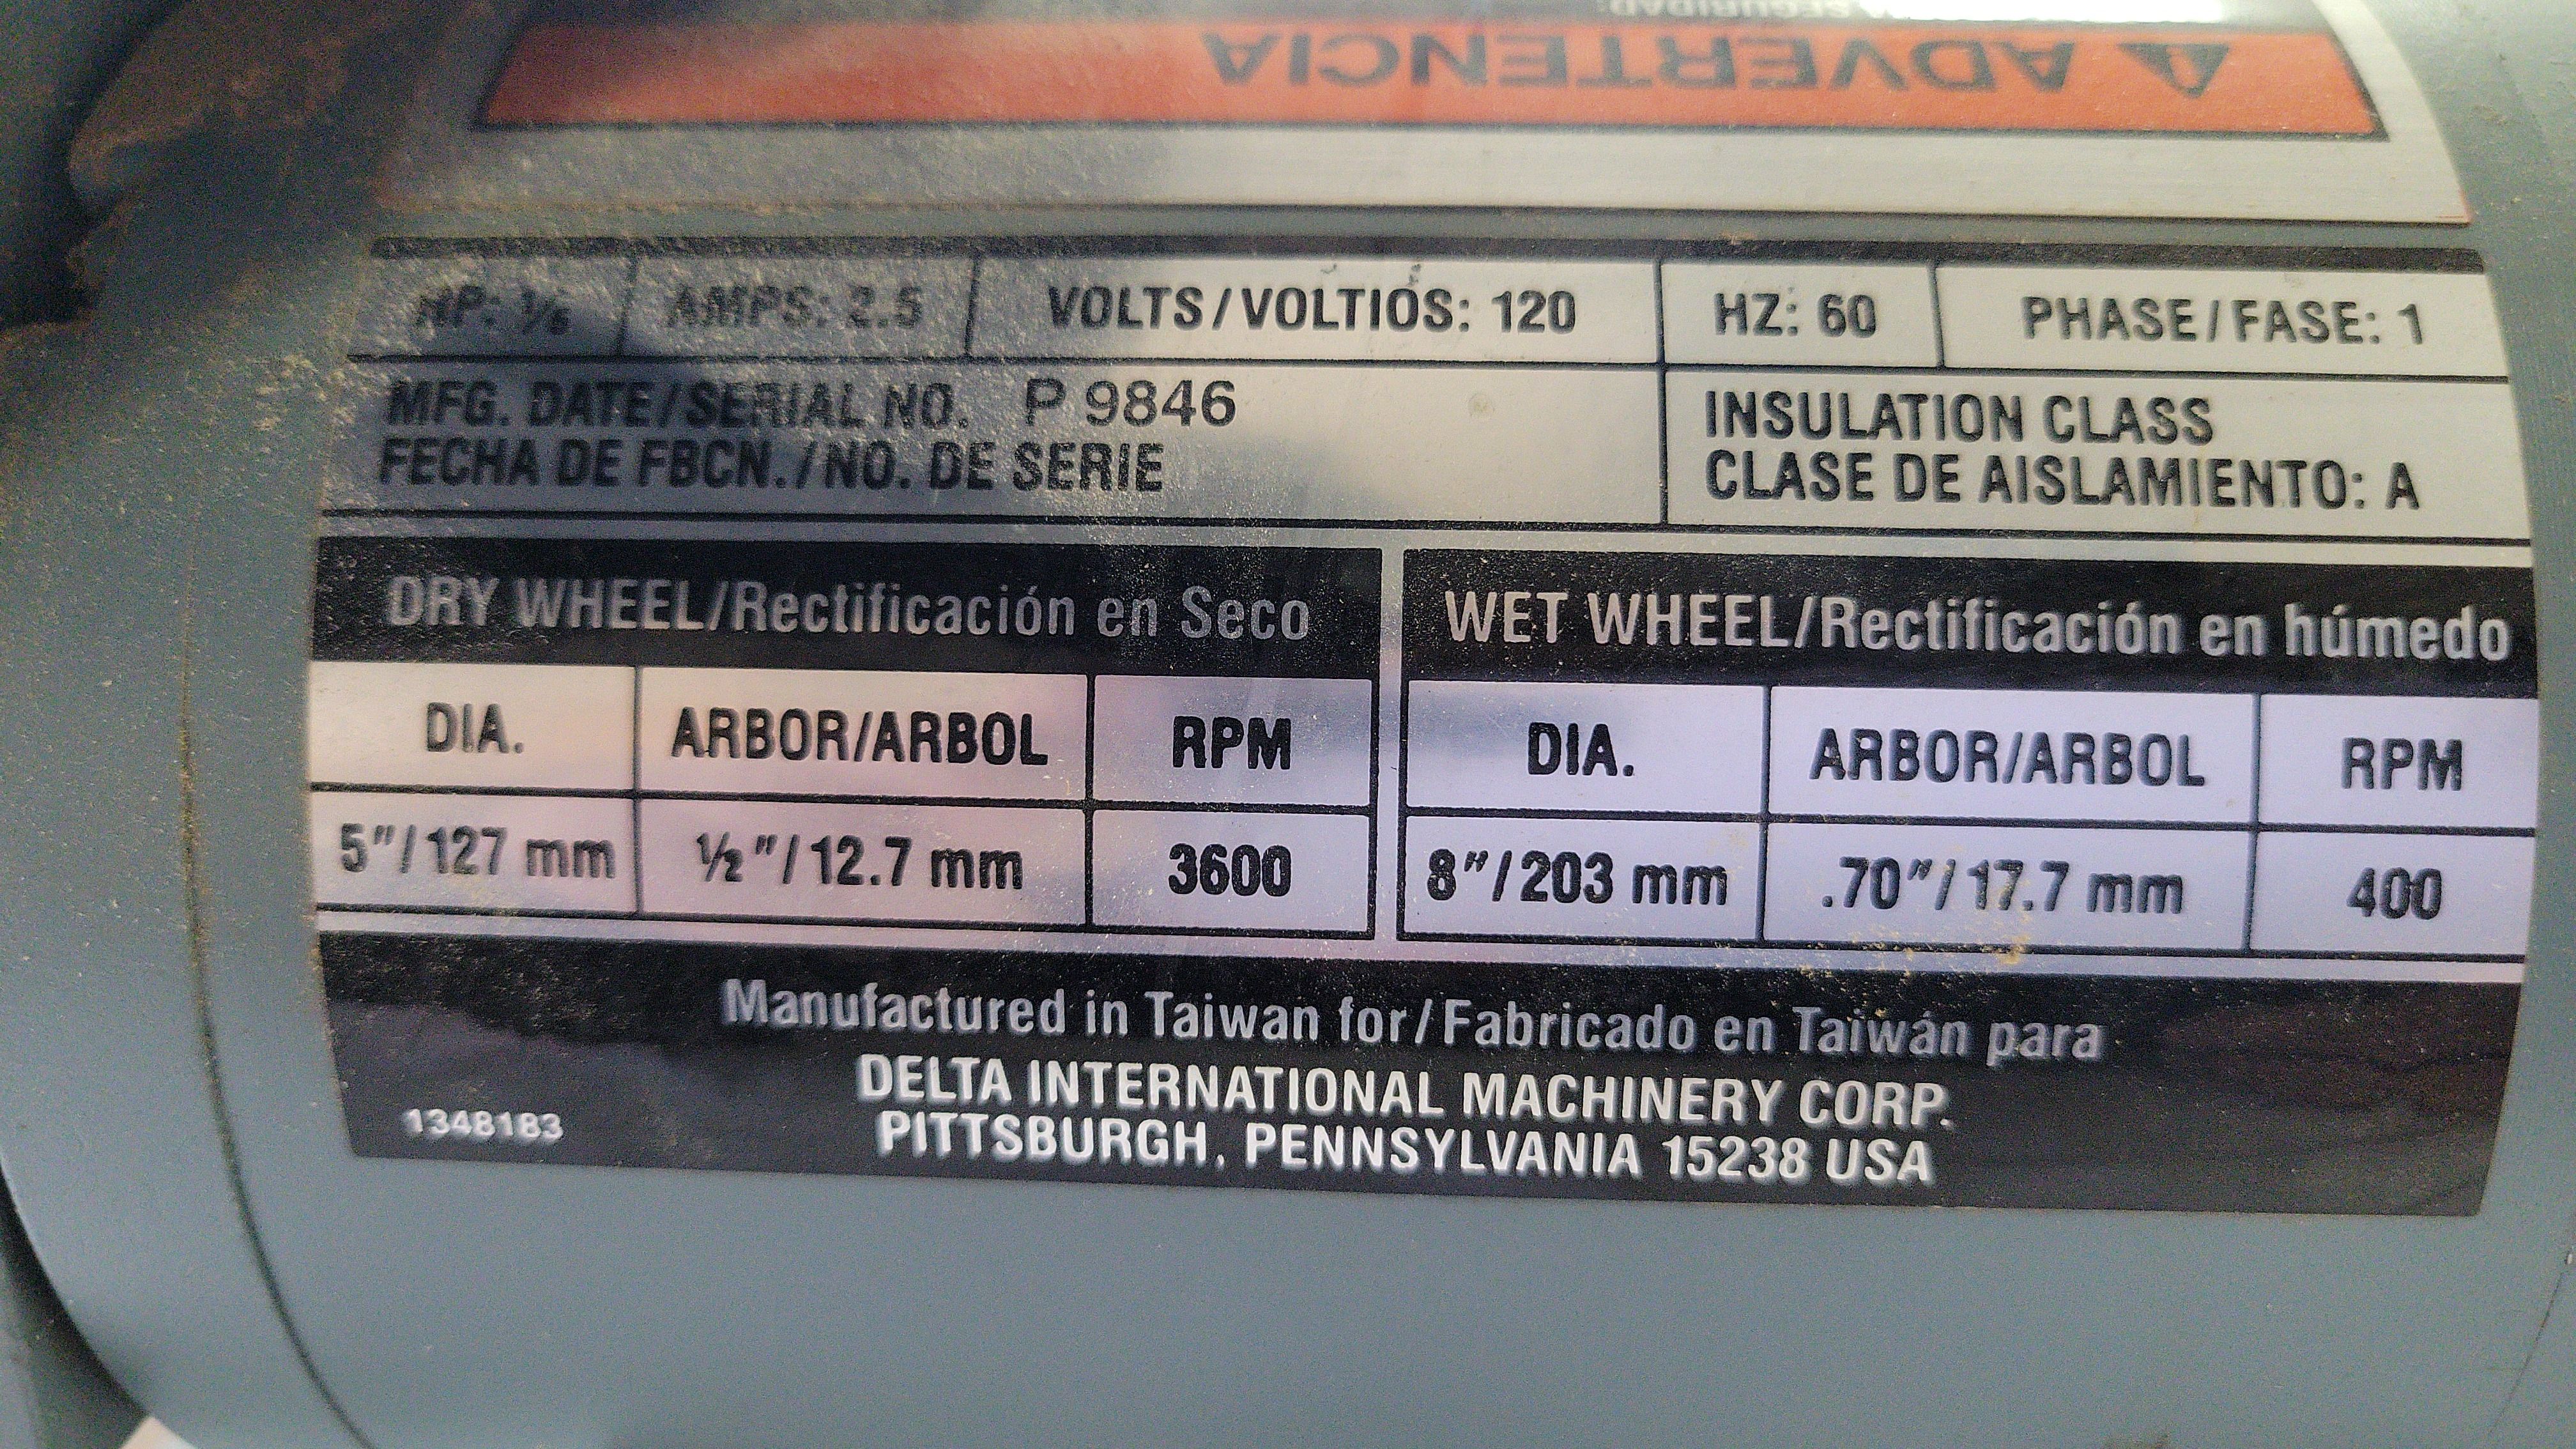 SEGURIDAD:
⚠ ADVERTENCIA
HP: 1/6 AMPS: 2.5 VOLTS/VOLTIOS: 120 HZ: 60 PHASE/FASE: 1
MFG. DATE/SERIAL NO. P 9846
FECHA DE FBCN./NO. DE SERIE
INSULATION CLASS
CLASE DE AISLAMIENTO: A
DRY WHEEL/Rectificación en Seco
DIA. ARBOR/ARBOL RPM
5"/127 mm ½"/12.7 mm 3600
WET WHEEL/Rectificación en húmedo
DIA. ARBOR/ARBOL RPM
8"/203 mm .70"/17.7 mm 400
Manufactured in Taiwan for/Fabricado en Taiwán para
DELTA INTERNATIONAL MACHINERY CORP.
PITTSBURGH, PENNSYLVANIA 15238 USA
1348183